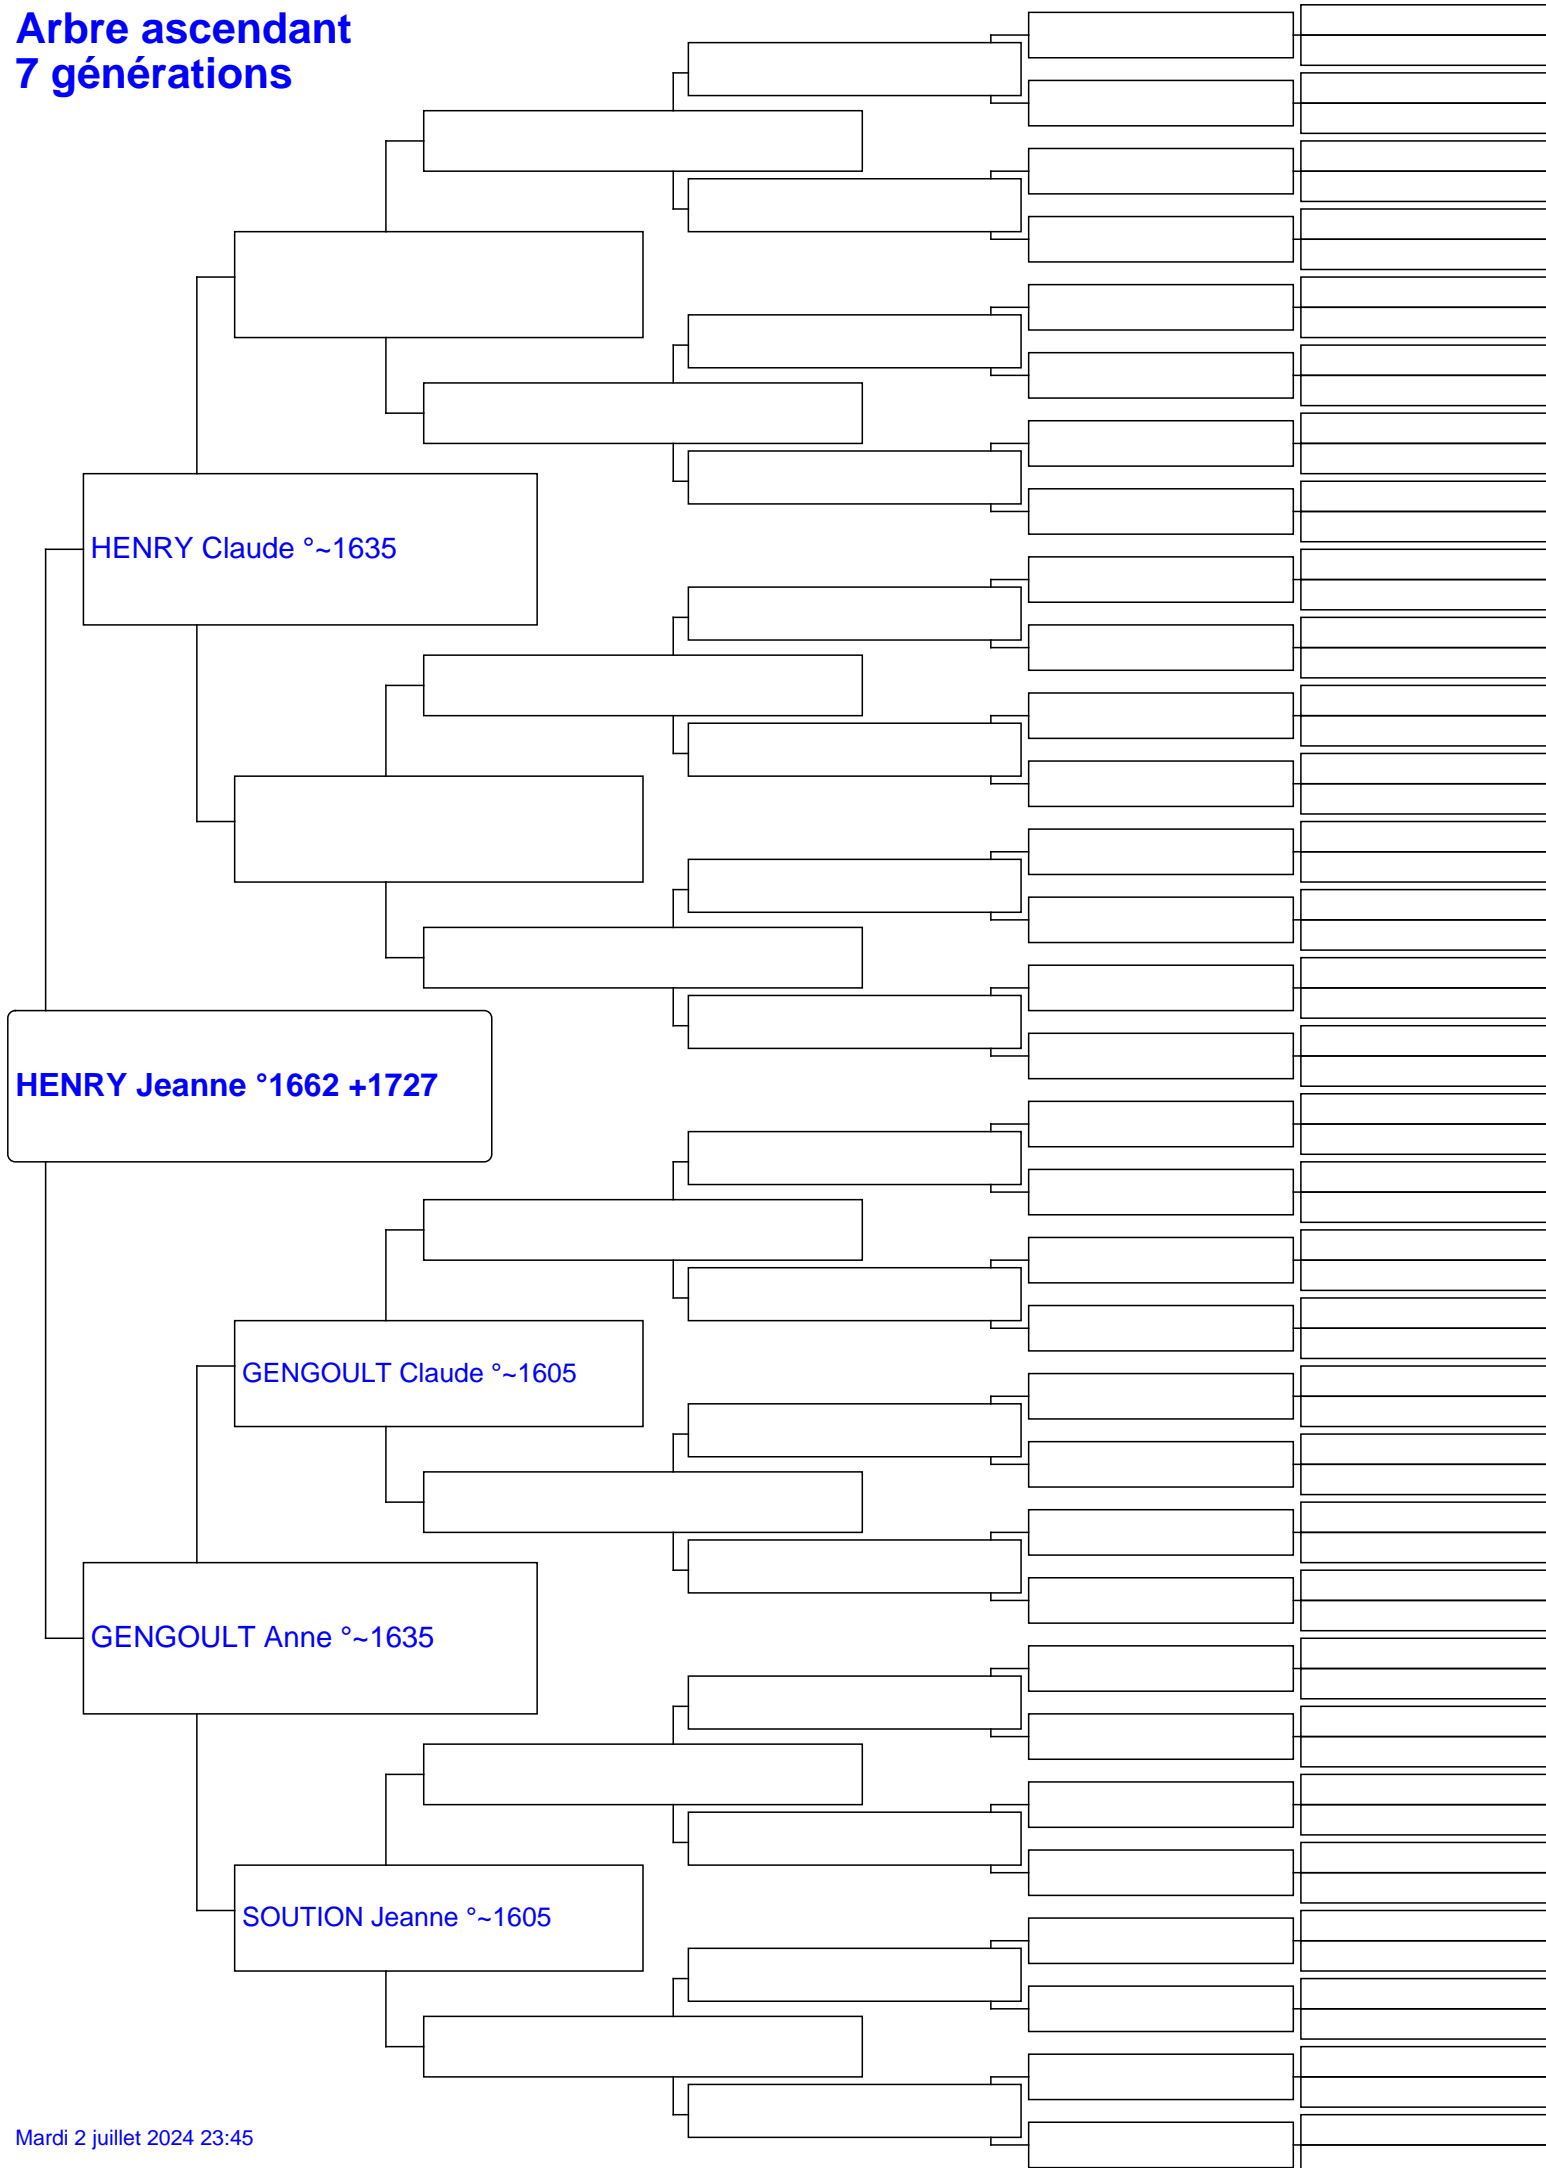 Arbre ascendant
7 générations
HENRY Claude °~1635
HENRY Jeanne °1662 +1727
GENGOULT Claude °~1605
GENGOULT Anne °~1635
SOUTION Jeanne °~1605
Mardi 2 juillet 2024 23:45